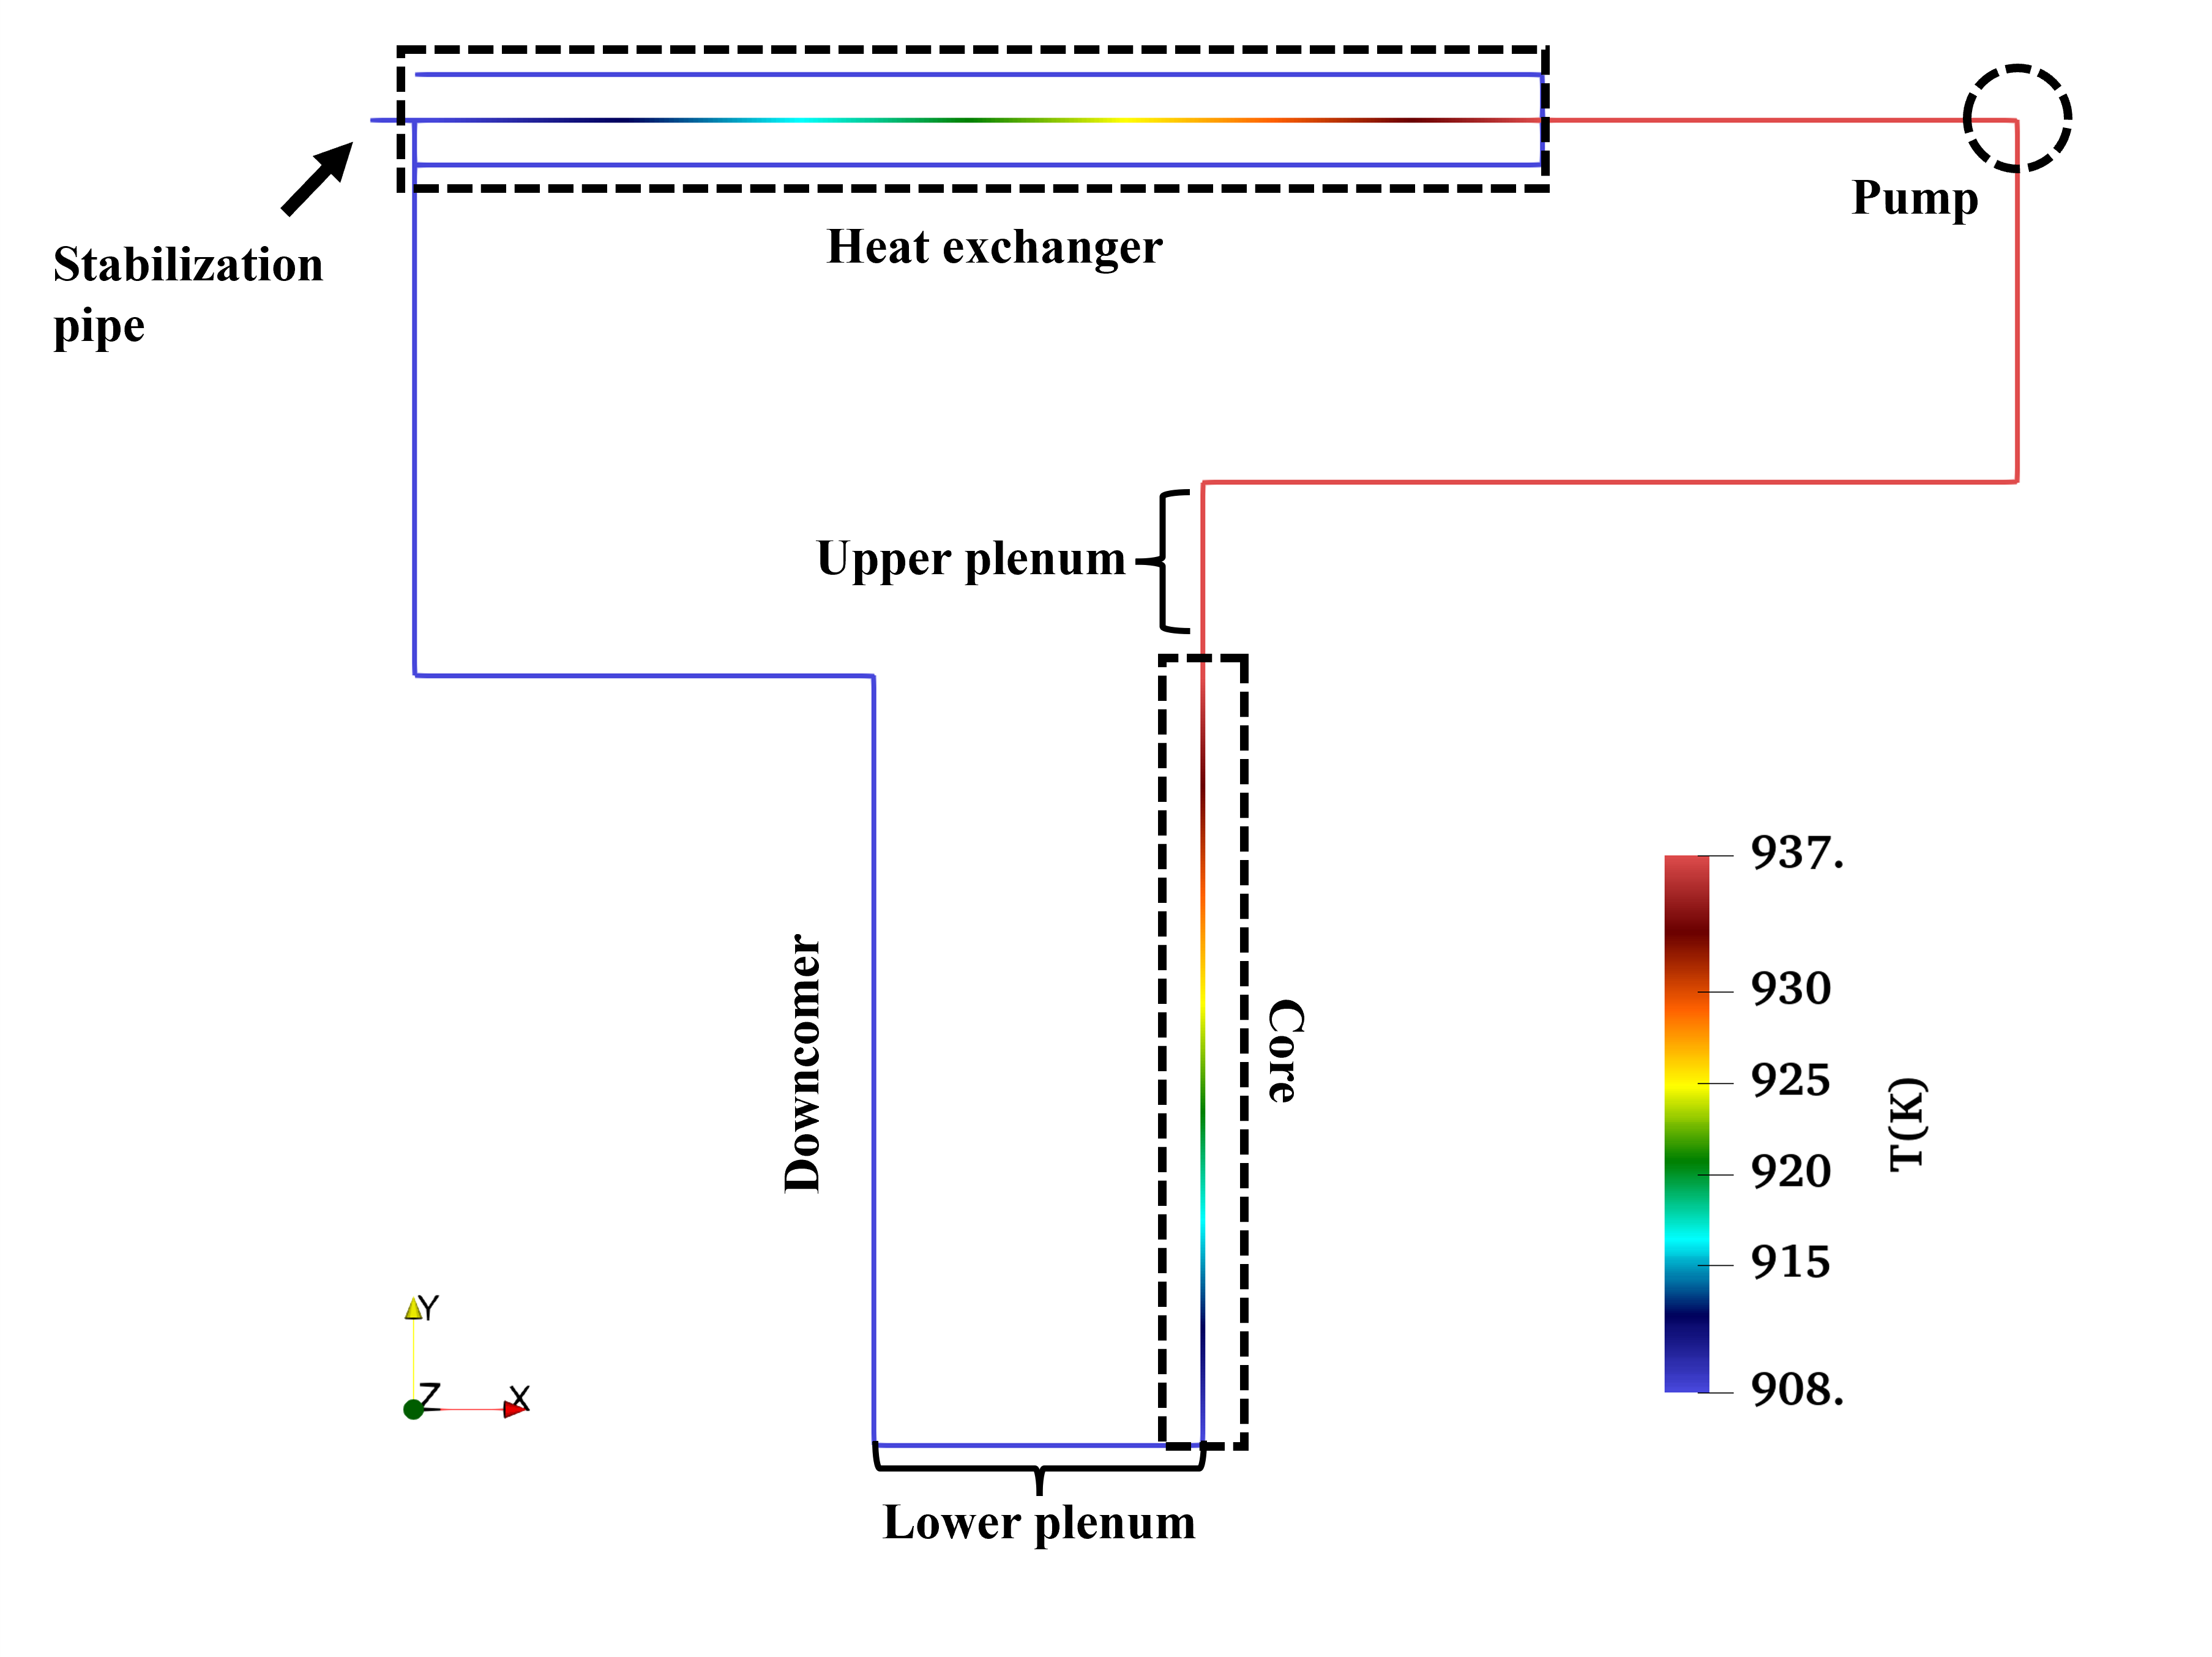 Pump
Heat exchanger
Stabilization
pipe
Upper plenum
Core
Downcomer
937.
930
925
920
915
908.
T(K)
Y
Z
X
Lower plenum